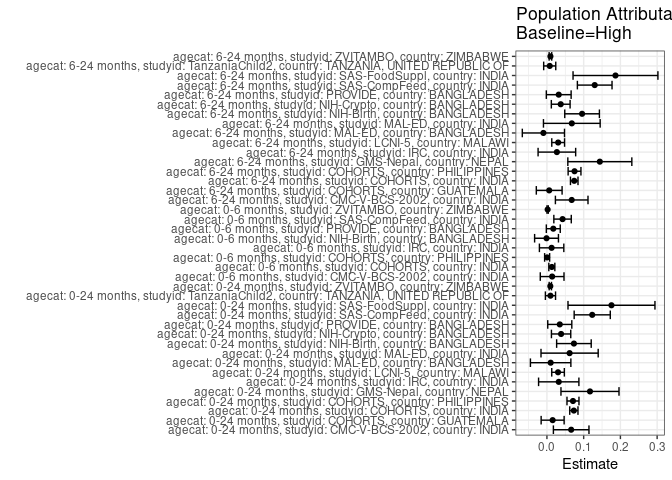 Population Attributa
Baseline=High
agecat: 6-24 months, studyid: ZVITAMBO, country: ZIMBABWE
agecat: 6-24 months, studyid: TanzaniaChild2, country: TANZANIA, UNITED REPUBLIC OF
agecat: 6-24 months, studyid: SAS-FoodSuppl, country: INDIA
agecat: 6-24 months, studyid: SAS-CompFeed, country: INDIA
agecat: 6-24 months, studyid: PROVIDE, country: BANGLADESH
agecat: 6-24 months, studyid: NIH-Crypto, country: BANGLADESH
agecat: 6-24 months, studyid: NIH-Birth, country: BANGLADESH
agecat: 6-24 months, studyid: MAL-ED, country: INDIA
agecat: 6-24 months, studyid: MAL-ED, country: BANGLADESH
agecat: 6-24 months, studyid: LCNI-5, country: MALAWI
agecat: 6-24 months, studyid: IRC, country: INDIA
agecat: 6-24 months, studyid: GMS-Nepal, country: NEPAL
agecat: 6-24 months, studyid: COHORTS, country: PHILIPPINES
agecat: 6-24 months, studyid: COHORTS, country: INDIA
agecat: 6-24 months, studyid: COHORTS, country: GUATEMALA
agecat: 6-24 months, studyid: CMC-V-BCS-2002, country: INDIA
agecat: 0-6 months, studyid: ZVITAMBO, country: ZIMBABWE
agecat: 0-6 months, studyid: SAS-CompFeed, country: INDIA
agecat: 0-6 months, studyid: PROVIDE, country: BANGLADESH
agecat: 0-6 months, studyid: NIH-Birth, country: BANGLADESH
agecat: 0-6 months, studyid: IRC, country: INDIA
agecat: 0-6 months, studyid: COHORTS, country: PHILIPPINES
agecat: 0-6 months, studyid: COHORTS, country: INDIA
agecat: 0-6 months, studyid: CMC-V-BCS-2002, country: INDIA
agecat: 0-24 months, studyid: ZVITAMBO, country: ZIMBABWE
agecat: 0-24 months, studyid: TanzaniaChild2, country: TANZANIA, UNITED REPUBLIC OF
agecat: 0-24 months, studyid: SAS-FoodSuppl, country: INDIA
agecat: 0-24 months, studyid: SAS-CompFeed, country: INDIA
agecat: 0-24 months, studyid: PROVIDE, country: BANGLADESH
agecat: 0-24 months, studyid: NIH-Crypto, country: BANGLADESH
agecat: 0-24 months, studyid: NIH-Birth, country: BANGLADESH
agecat: 0-24 months, studyid: MAL-ED, country: INDIA
agecat: 0-24 months, studyid: MAL-ED, country: BANGLADESH
agecat: 0-24 months, studyid: LCNI-5, country: MALAWI
agecat: 0-24 months, studyid: IRC, country: INDIA
agecat: 0-24 months, studyid: GMS-Nepal, country: NEPAL
agecat: 0-24 months, studyid: COHORTS, country: PHILIPPINES
agecat: 0-24 months, studyid: COHORTS, country: INDIA
agecat: 0-24 months, studyid: COHORTS, country: GUATEMALA
agecat: 0-24 months, studyid: CMC-V-BCS-2002, country: INDIA
0.0 0.1 0.2 0.3
Estimate